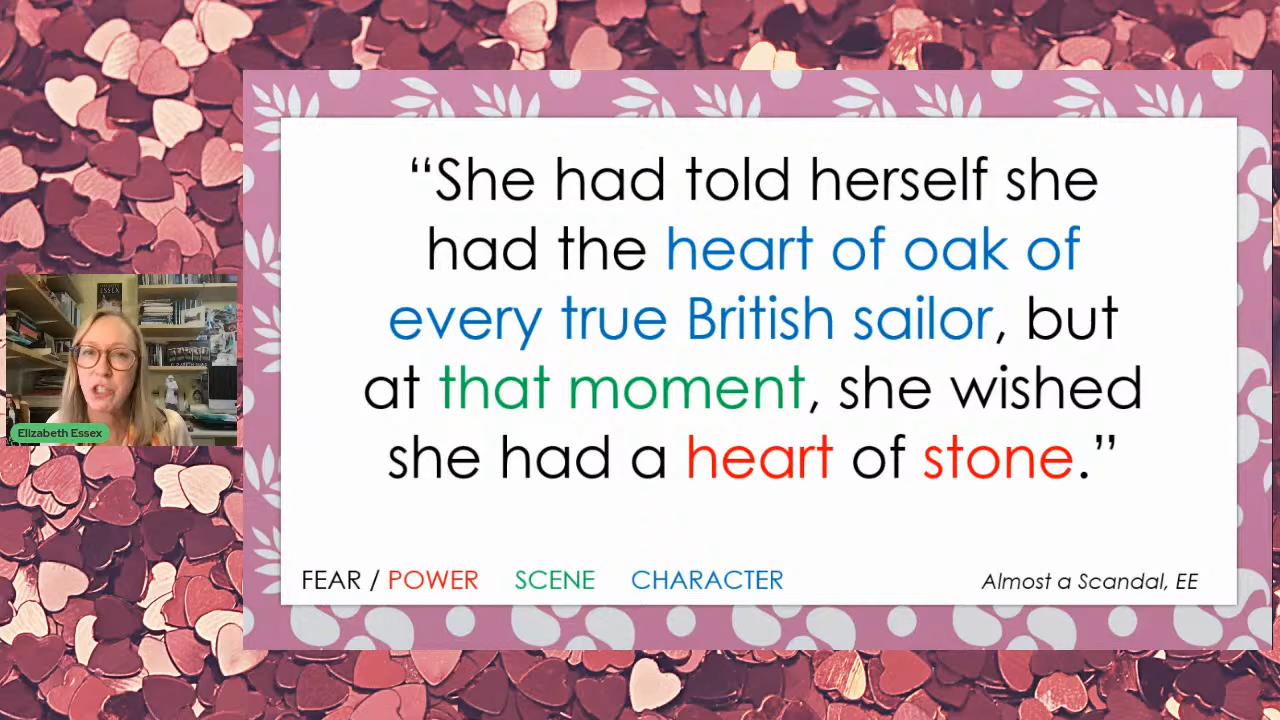 “She had told herself she
had the heart of oak of
every true British sailor, but
at that moment, she wished
she had a heart of stone.”
FEAR / POWER SCENE CHARACTER
Almost a Scandal, EE
ESSEX
Elizabeth Essex